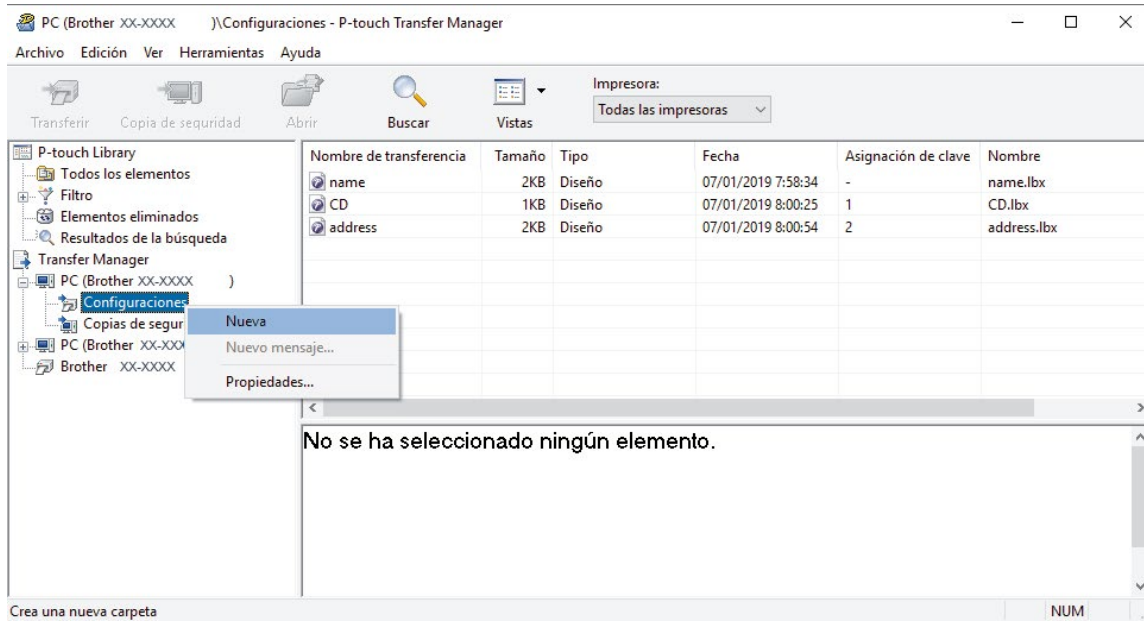 PC (Brother XX-XXXX )\Configuraciones - P-touch Transfer Manager
Archivo Edición Ver Herramientas Ayuda
Transferir Copia de seguridad Abrir Buscar Vistas
Impresora:
Todas las impresoras
P-touch Library
Todos los elementos
Filtro
Elementos eliminados
Resultados de la búsqueda
Transfer Manager
PC (Brother XX-XXXX )
Configuraciones
Copias de segur
PC (Brother XX-XXX
Brother XX-XXXX
Nueva
Nuevo mensaje...
Propiedades...
Nombre de transferencia Tamaño Tipo Fecha Asignación de clave Nombre
name 2KB Diseño 07/01/2019 7:58:34 - name.lbx
CD 1KB Diseño 07/01/2019 8:00:25 1 CD.lbx
address 2KB Diseño 07/01/2019 8:00:54 2 address.lbx
No se ha seleccionado ningún elemento.
Crea una nueva carpeta NUM